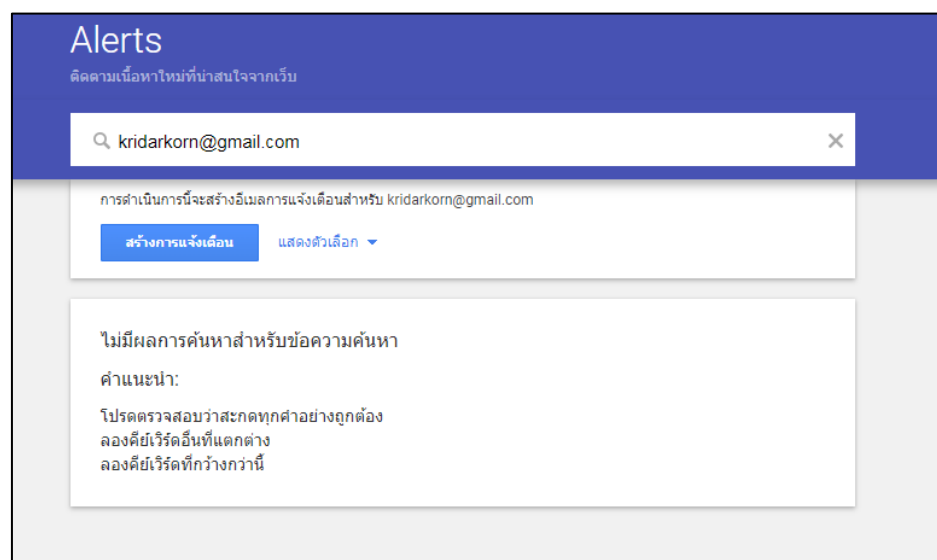 Alerts
ติดตามเนื้อหาใหม่ที่น่าสนใจจากเว็บ
kridarkorn@gmail.com
การดำเนินการนี้จะสร้างอีเมลการแจ้งเตือนสำหรับ kridarkorn@gmail.com
สร้างการแจ้งเตือน แสดงตัวเลือก
ไม่มีผลการค้นหาสำหรับข้อความค้นหา
คำแนะนำ:
โปรดตรวจสอบว่าสะกดทุกคำอย่างถูกต้อง
ลองคีย์เวิร์ดอื่นที่แตกต่าง
ลองคีย์เวิร์ดที่กว้างกว่านี้